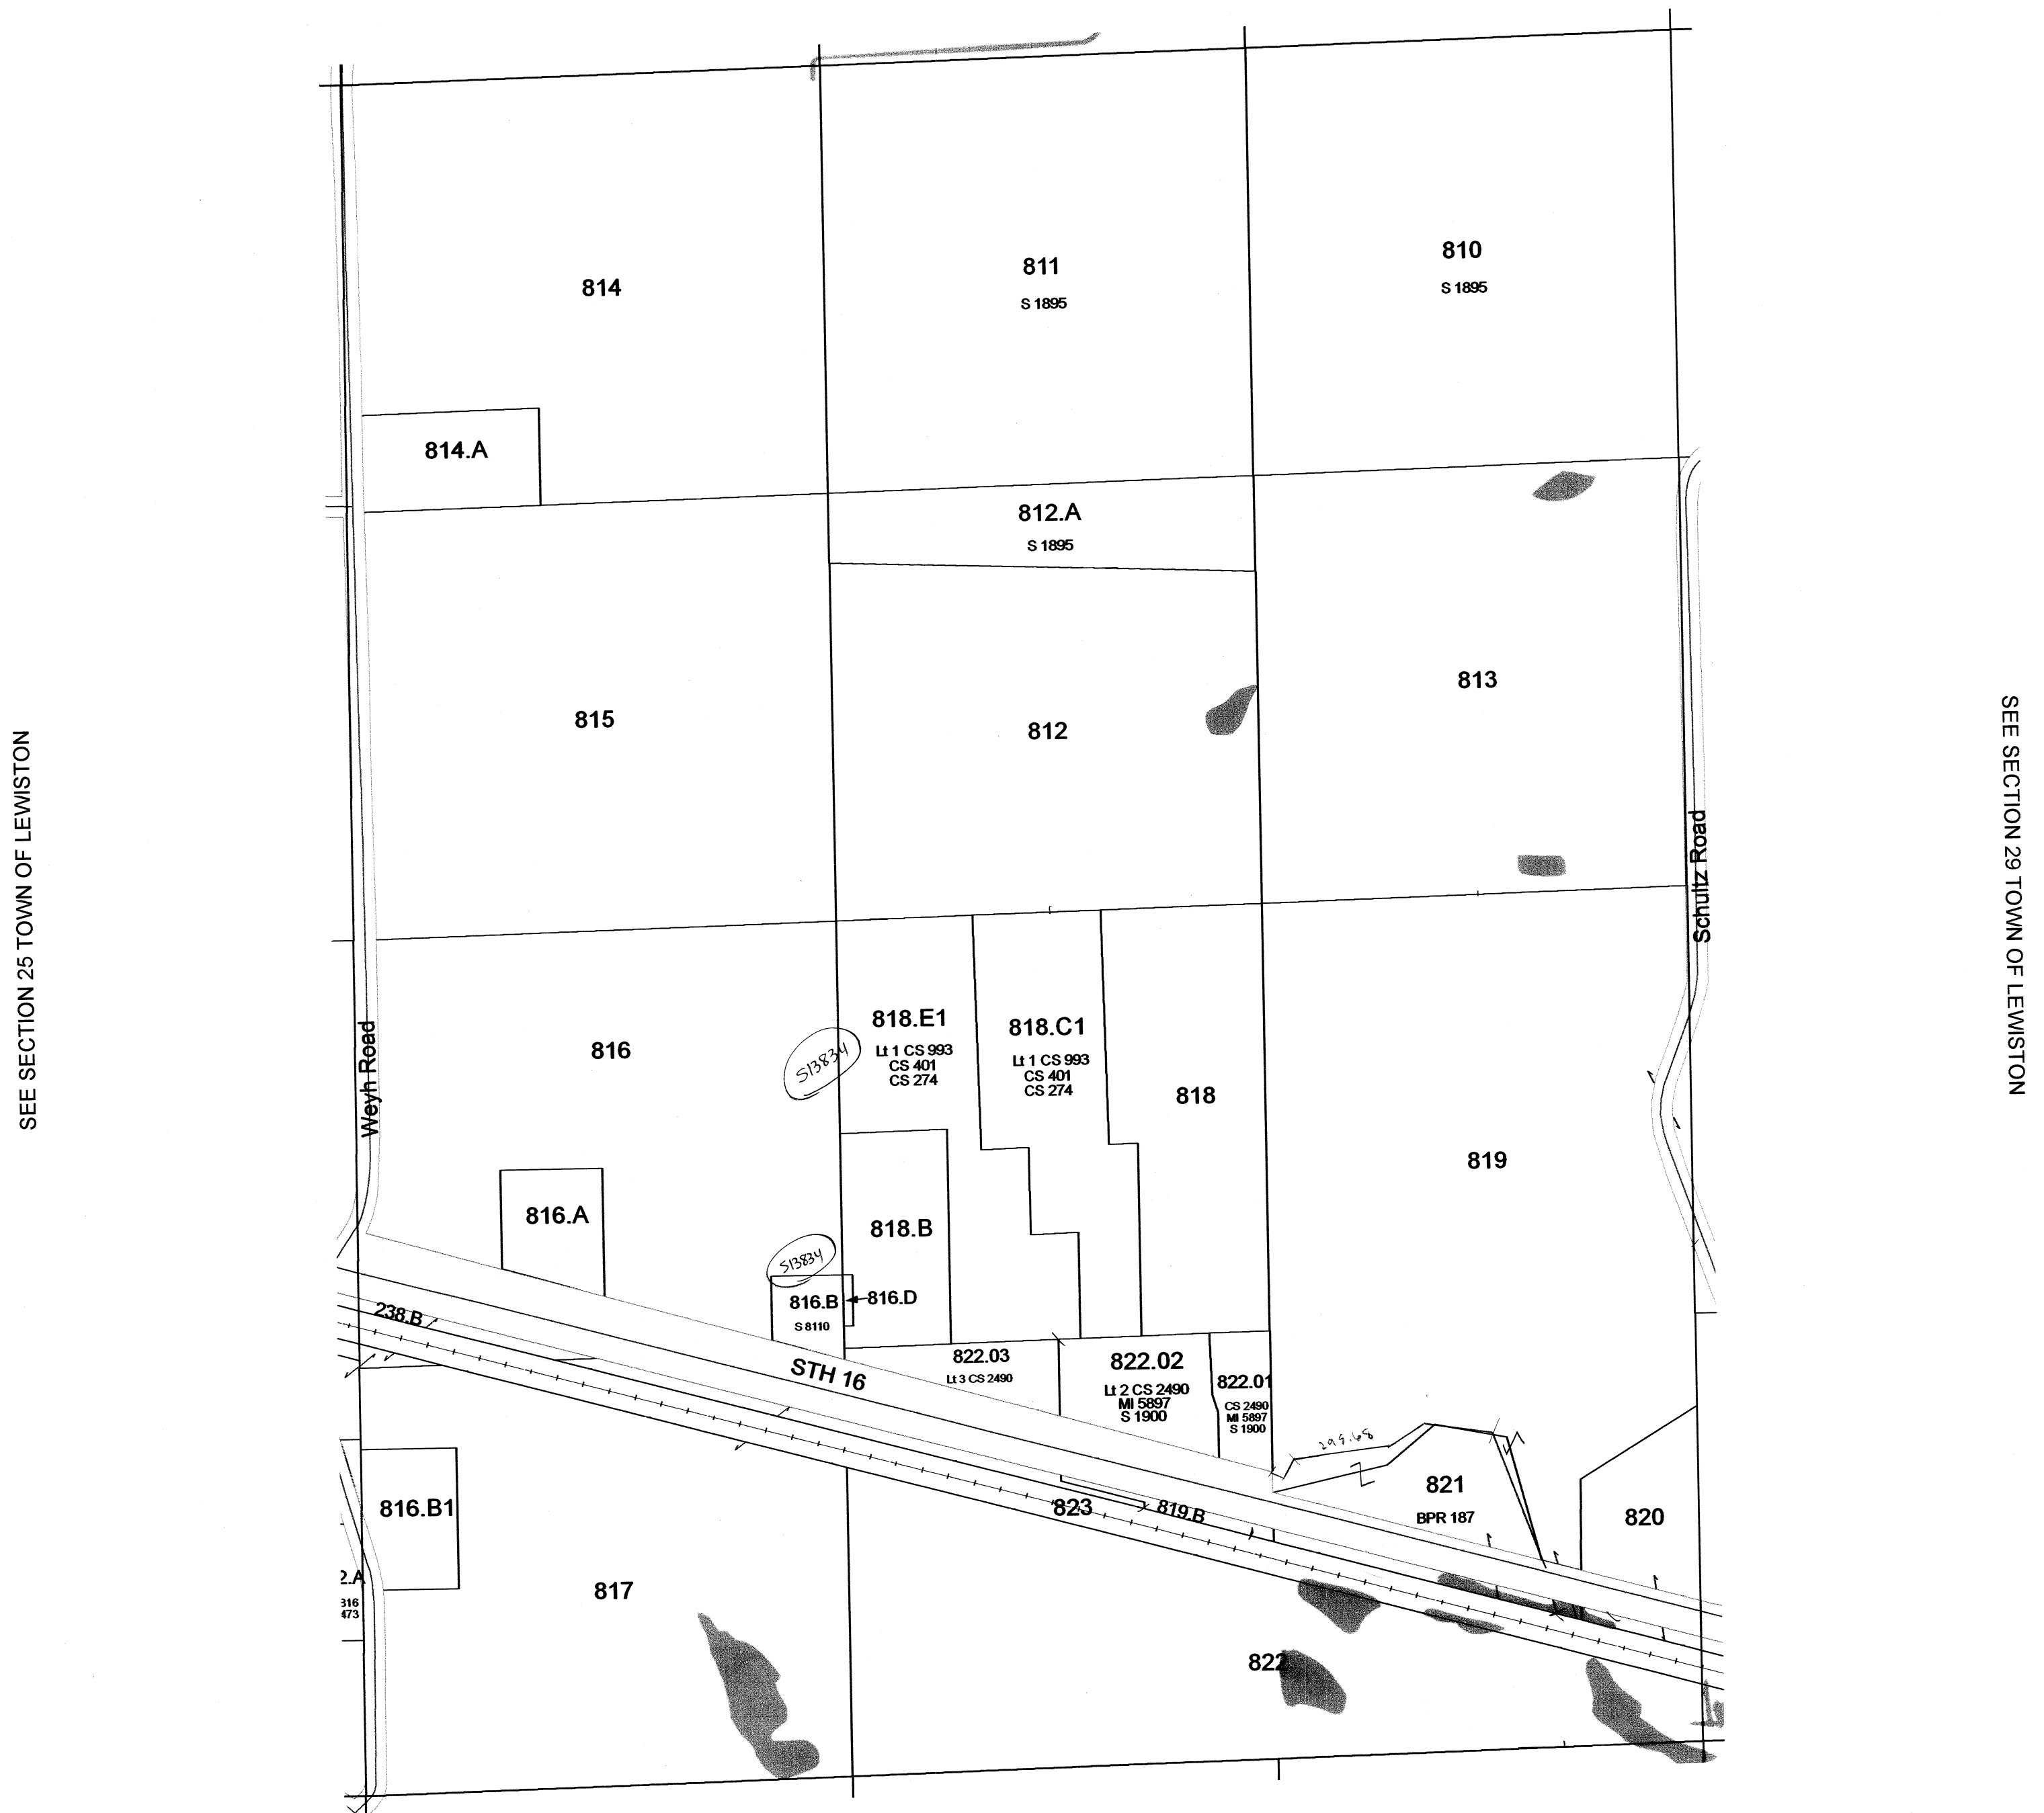 814
811
S 1895
810
S 1895
814.A
812.A
S 1895
815
812
813
SEE SECTION 25 TOWN OF LEWISTON
SEE SECTION 29 TOWN OF LEWISTON
Schultz Road
Weyh Road
816
S13834
818.E1
Lt 1 CS 993
CS 401
CS 274
818.C1
Lt 1 CS 993
CS 401
CS 274
818
819
816.A
818.B
S13834
816.B
S 8110
816.D
238.B
STH 16
822.03
Lt 3 CS 2490
822.02
Lt 2 CS 2490
MI 5897
S 1900
822.01
CS 2490
MI 5897
S 1900
295.68
821
BPR 187
820
816.B1
823
819.B
2.A
316
473
817
822